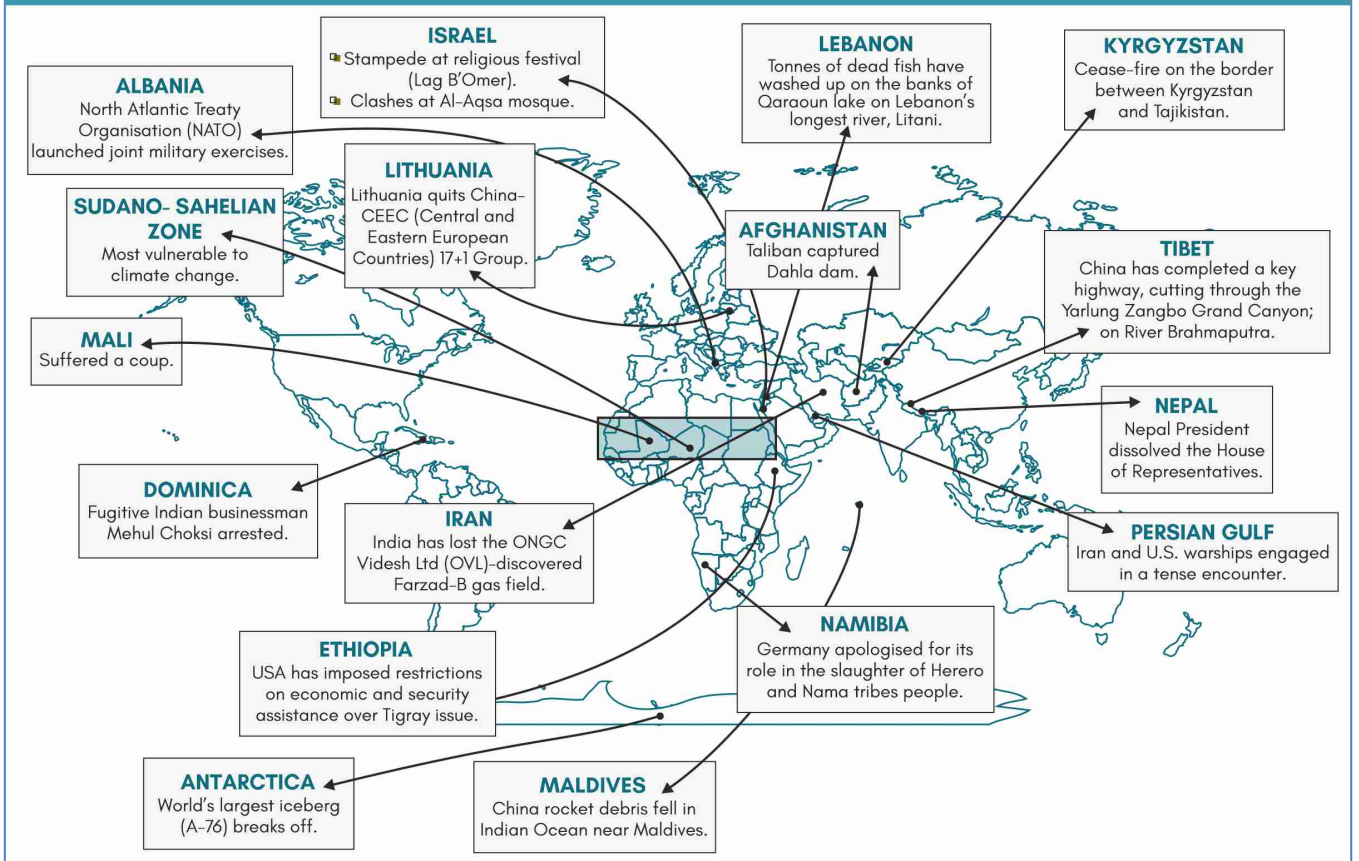 ISRAEL
Stampede at religious festival
(Lag B'Omer).
Clashes at Al-Aqsa mosque.
LEBANON
Tonnes of dead fish have
washed up on the banks of
Qaraoun lake on Lebanon's
longest river, Litani.
KYRGYZSTAN
Cease-fire on the border
between Kyrgyzstan
and Tajikistan.
ALBANIA
North Atlantic Treaty
Organisation (NATO)
launched joint military exercises.
LITHUANIA
Lithuania quits China-
CEEC (Central and
Eastern European
Countries) 17+1 Group.
SUDANO- SAHELIAN
ZONE
Most vulnerable to
climate change.
AFGHANISTAN
Taliban captured
Dahla dam.
TIBET
China has completed a key
highway, cutting through the
Yarlung Zangbo Grand Canyon;
on River Brahmaputra.
MALI
Suffered a coup.
NEPAL
Nepal President
dissolved the House
of Representatives.
DOMINICA
Fugitive Indian businessman
Mehul Choksi arrested.
IRAN
India has lost the ONGC
Videsh Ltd (OVL)-discovered
Farzad-B gas field.
PERSIAN GULF
Iran and U.S. warships engaged
in a tense encounter.
ETHIOPIA
USA has imposed restrictions
on economic and security
assistance over Tigray issue.
NAMIBIA
Germany apologised for its
role in the slaughter of Herero
and Nama tribes people.
ANTARCTICA
World's largest iceberg
(A-76) breaks off.
MALDIVES
China rocket debris fell in
Indian Ocean near Maldives.